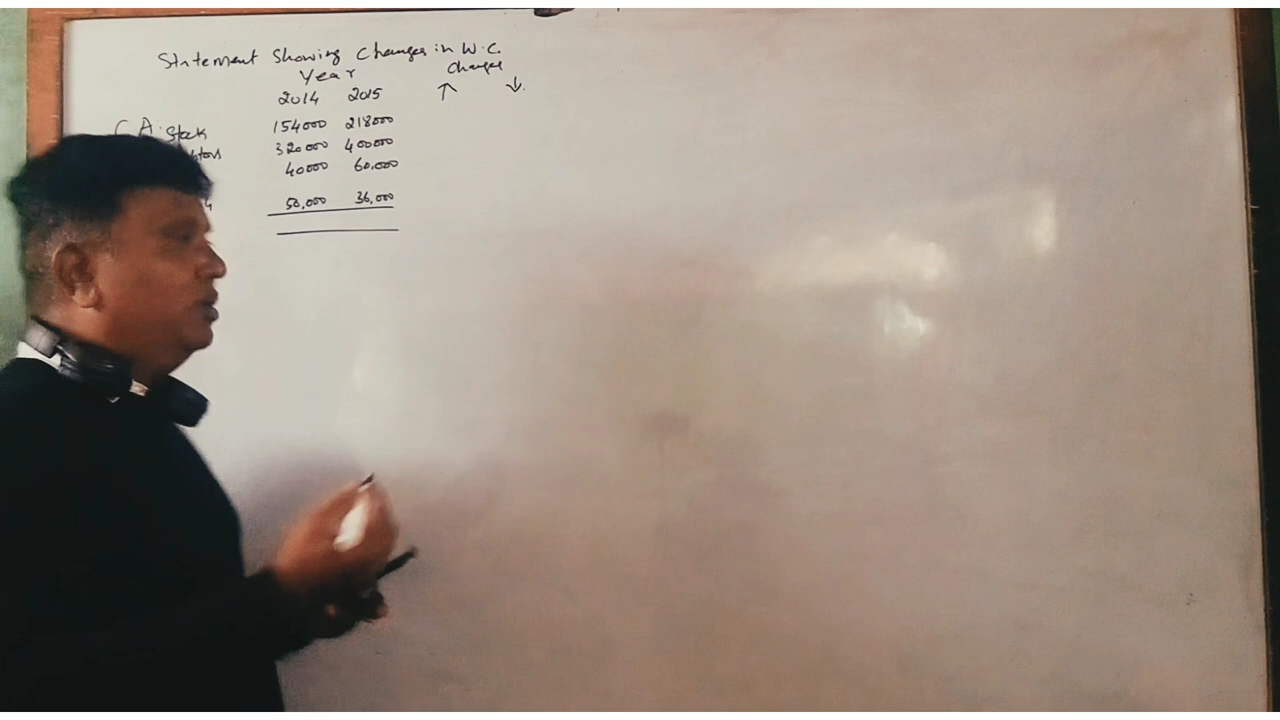 Statement Showing Changes in W.C.
Year Changes
2014 2015 ↑ ↓
C A: Stock 154000 218000
320000 400000
40000 60,000
50,000 36,000